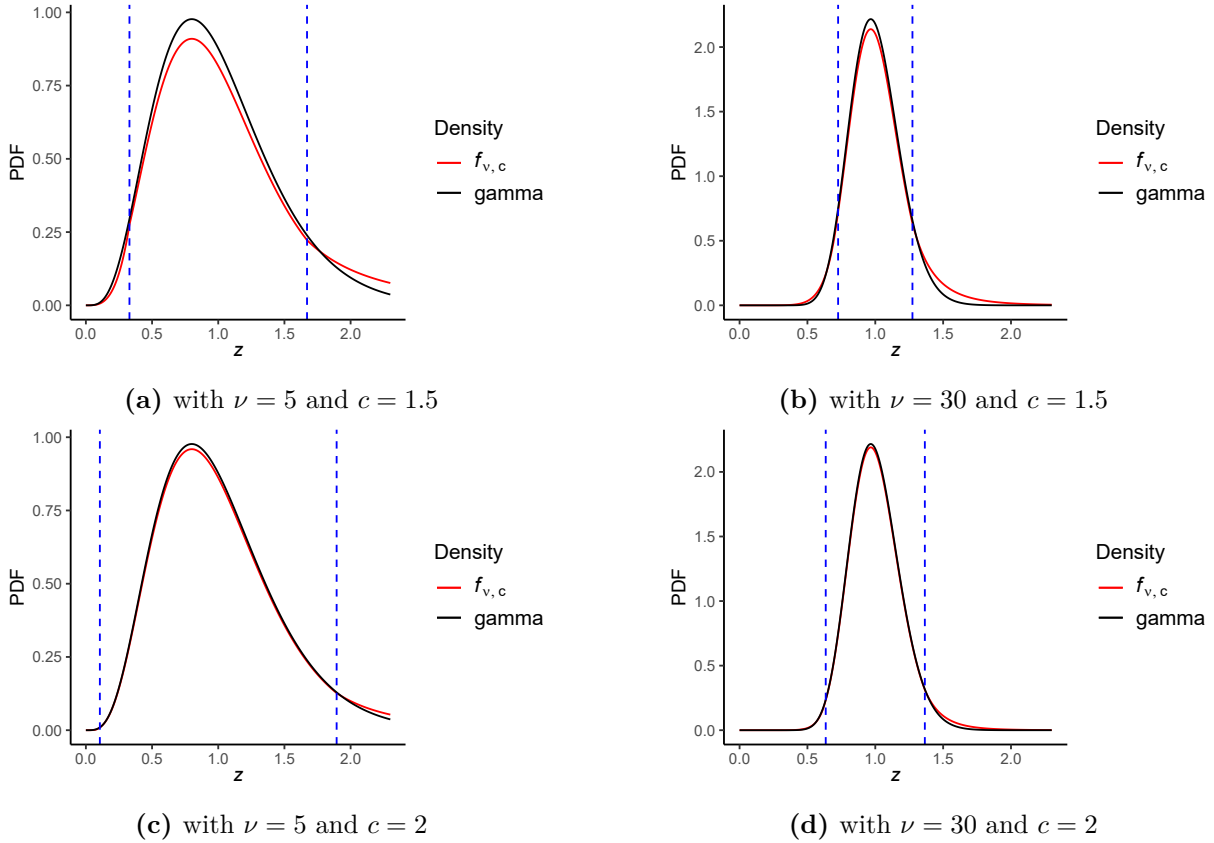 1.00
0.75
0.50
0.25
0.00
PDF
0.0 0.5 1.0 1.5 2.0
z
Density
fν, c
gamma
(a) with ν = 5 and c = 1.5
2.0
1.5
1.0
0.5
0.0
PDF
0.0 0.5 1.0 1.5 2.0
z
Density
fν, c
gamma
(b) with ν = 30 and c = 1.5
1.00
0.75
0.50
0.25
0.00
PDF
0.0 0.5 1.0 1.5 2.0
z
Density
fν, c
gamma
(c) with ν = 5 and c = 2
2.0
1.5
1.0
0.5
0.0
PDF
0.0 0.5 1.0 1.5 2.0
z
Density
fν, c
gamma
(d) with ν = 30 and c = 2